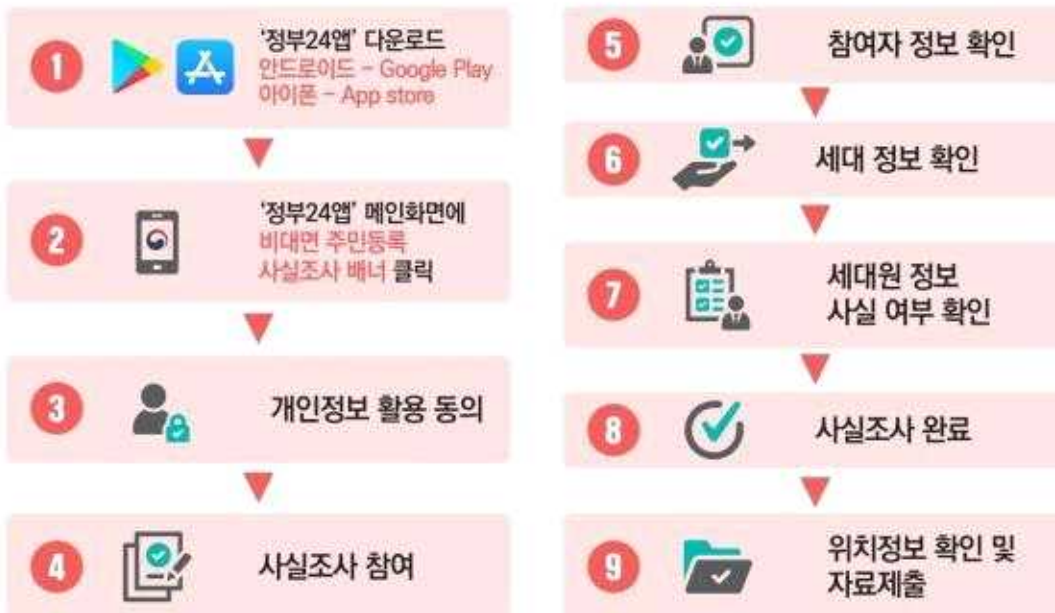 1
'정부24앱' 다운로드
안드로이드 - Google Play
아이폰 - App store
2
'정부24앱' 메인화면에
비대면 주민등록
사실조사 배너 클릭
3
개인정보 활용 동의
4
사실조사 참여
5
참여자 정보 확인
6
세대 정보 확인
7
세대원 정보
사실 여부 확인
8
사실조사 완료
9
위치정보 확인 및
자료제출